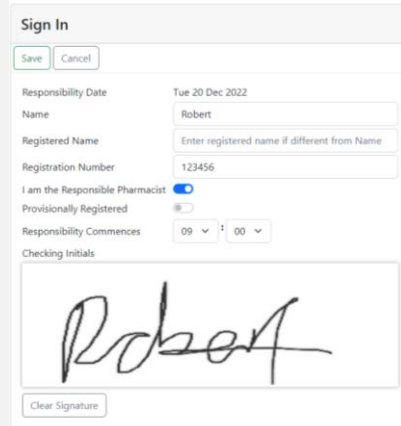 Sign In
Save Cancel
Responsibility Date Tue 20 Dec 2022
Name Robert
Registered Name Enter registered name if different from Name
Registration Number 123456
I am the Responsible Pharmacist
Provisionally Registered
Responsibility Commences 09 : 00
Checking Initials
Robert
Clear Signature